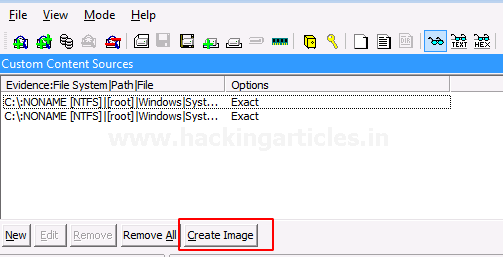 File View Mode Help
TEXT HEX
Custom Content Sources
Evidence:File System|Path|File Options
C:\:NONAME [NTFS]|[root]|Windows|Syst... Exact
C:\:NONAME [NTFS]|[root]|Windows|Syst... Exact
www.hackingarticles.in
New Edit Remove Remove All Create Image